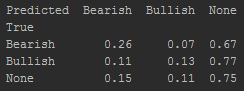 Predicted Bearish Bullish None
True
Bearish 0.26 0.07 0.67
Bullish 0.11 0.13 0.77
None 0.15 0.11 0.75